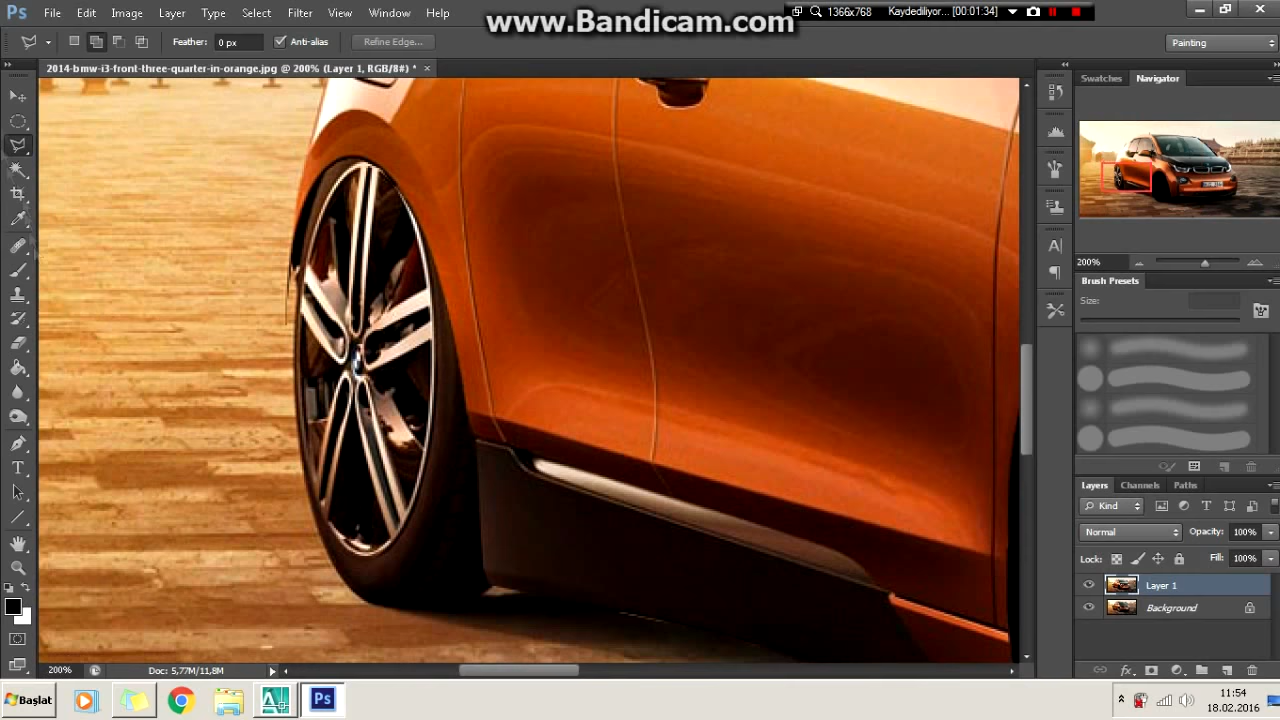 www.Bandicam.com
1366x768 Kaydediliyor... [00:01:34]
Ps File Edit Image Layer Type Select Filter View Window Help
Feather: 0 px Anti-alias Refine Edge... Painting
2014-bmw-i3-front-three-quarter-in-orange.jpg @ 200% (Layer 1, RGB/8#) * ×
Swatches Navigator
200%
Brush Presets
Size:
Layers Channels Paths
Kind
Normal Opacity: 100%
Lock: Fill: 100%
Layer 1
Background
200% Doc: 5,77M/11,8M
Başlat Ps
11:54
18.02.2016